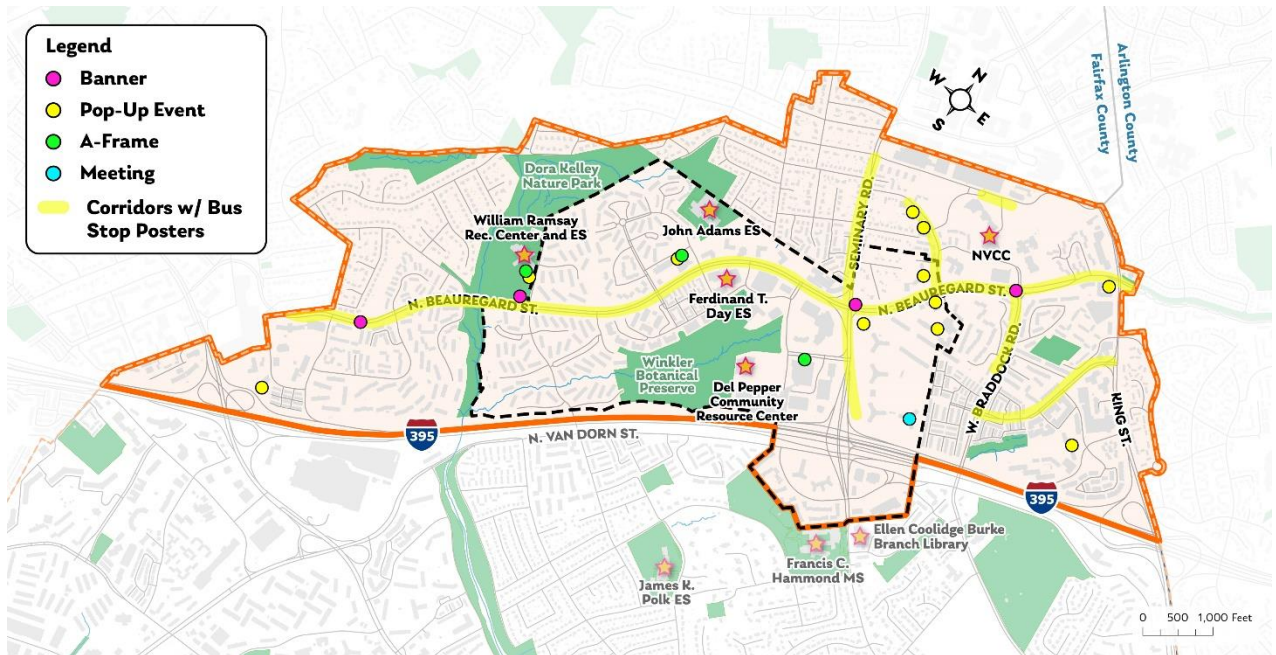 Legend
Banner
Pop-Up Event
A-Frame
Meeting
Corridors w/ Bus
Stop Posters
N
W
E
S
Arlington County
Fairfax County
Dora Kelley
Nature Park
William Ramsay
Rec. Center and ES
John Adams ES
SEMINARY RD.
NVCC
N. BEAUREGARD ST.
Ferdinand T.
Day ES
N. BEAUREGARD ST.
Winkler
Botanical
Preserve
Del Pepper
Community
Resource Center
W. BRADDOCK RD.
KING ST.
395
N. VAN DORN ST.
395
Ellen Coolidge Burke
Branch Library
Francis C.
Hammond MS
James K.
Polk ES
0 500 1,000 Feet